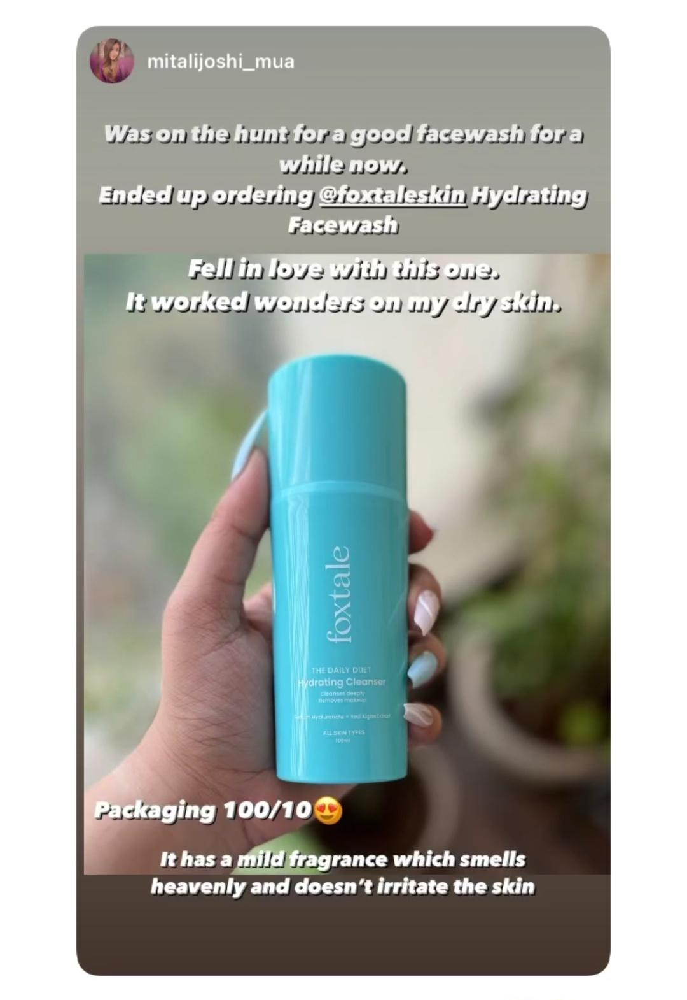 mitalijoshi_mua
Was on the hunt for a good facewash for a
while now.
Ended up ordering @foxtaleskin Hydrating
Facewash
Fell in love with this one.
It worked wonders on my dry skin.
foxtale
THE DAILY DUET
Hydrating Cleanser
Cleanses deeply
Removes makeup
Hyaluronate + Red Algae Extract
ALL SKIN TYPES
100ml
Packaging 100/10😍
It has a mild fragrance which smells
heavenly and doesn't irritate the skin